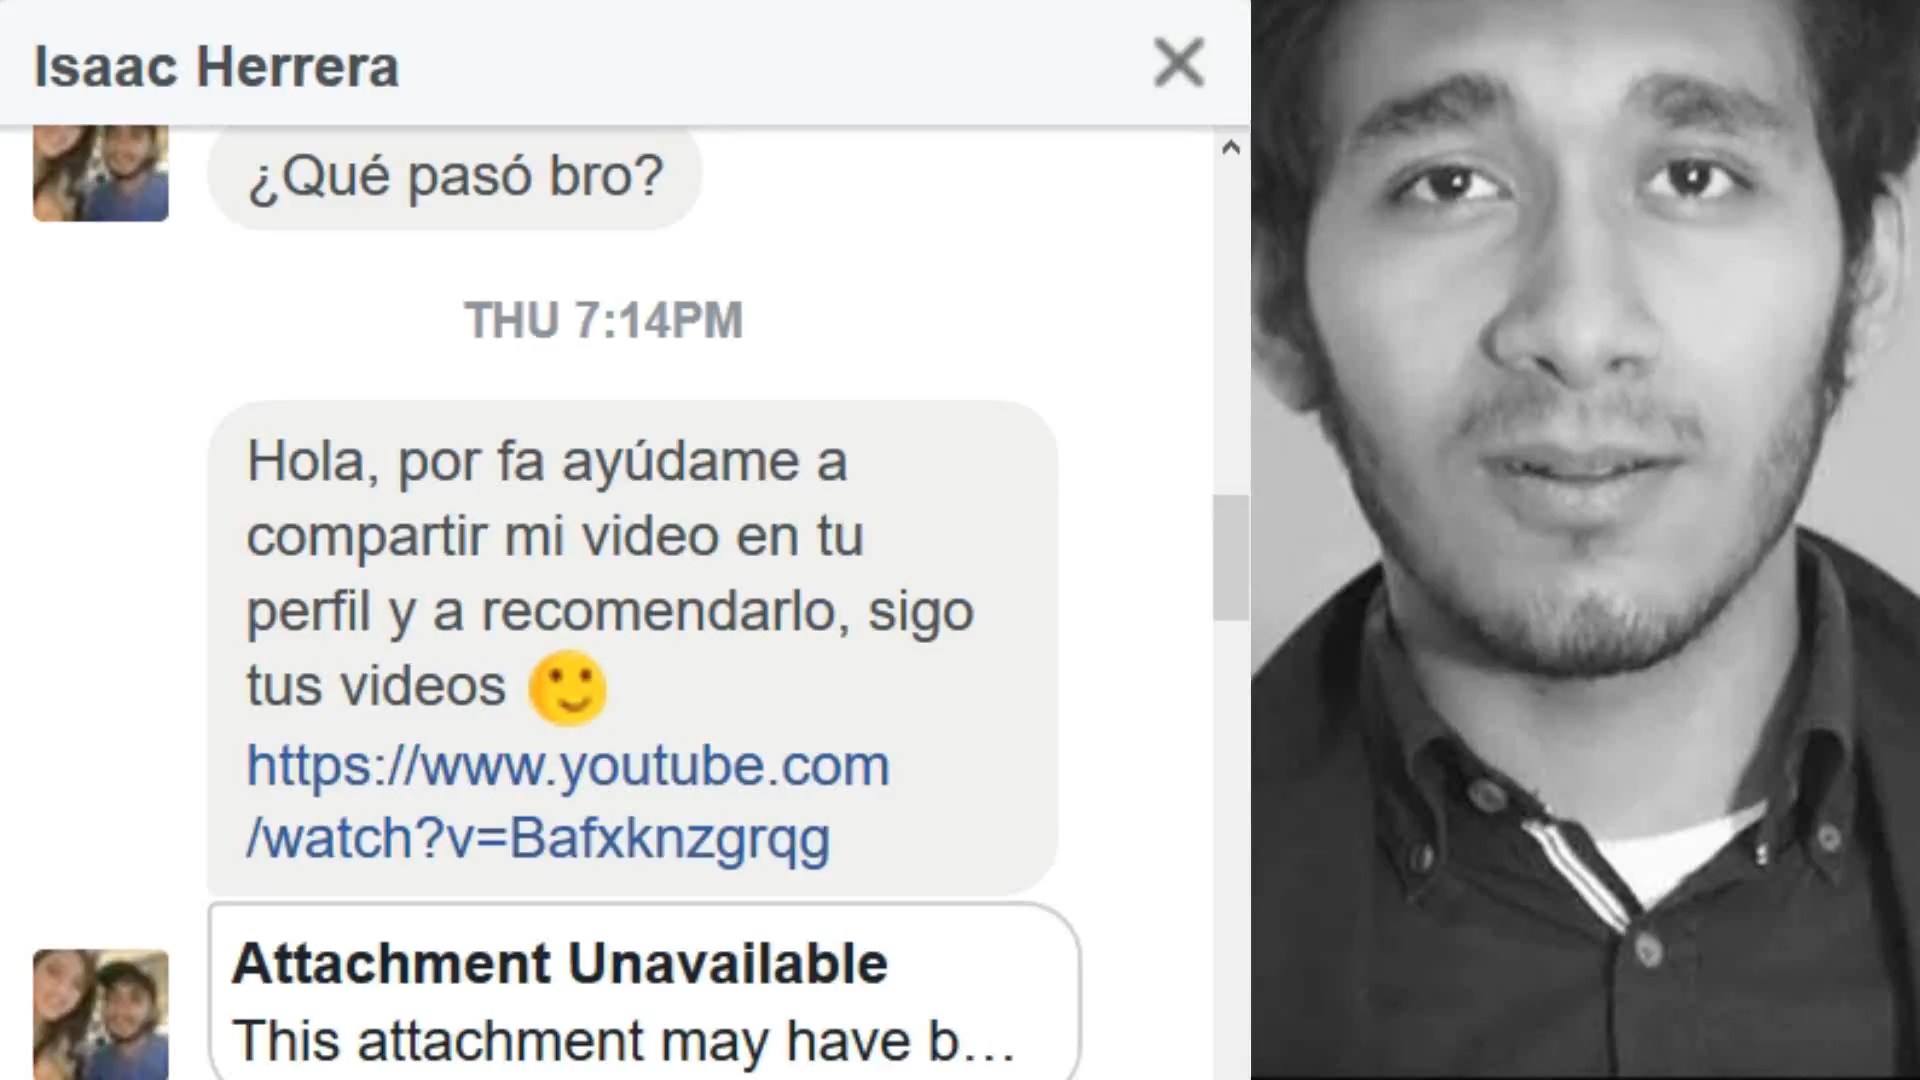 Isaac Herrera
¿Qué pasó bro?
THU 7:14PM
Hola, por fa ayúdame a
compartir mi video en tu
perfil y a recomendarlo, sigo
tus videos 🙂
https://www.youtube.com
/watch?v=Bafxknzgrqg
Attachment Unavailable
This attachment may have b...